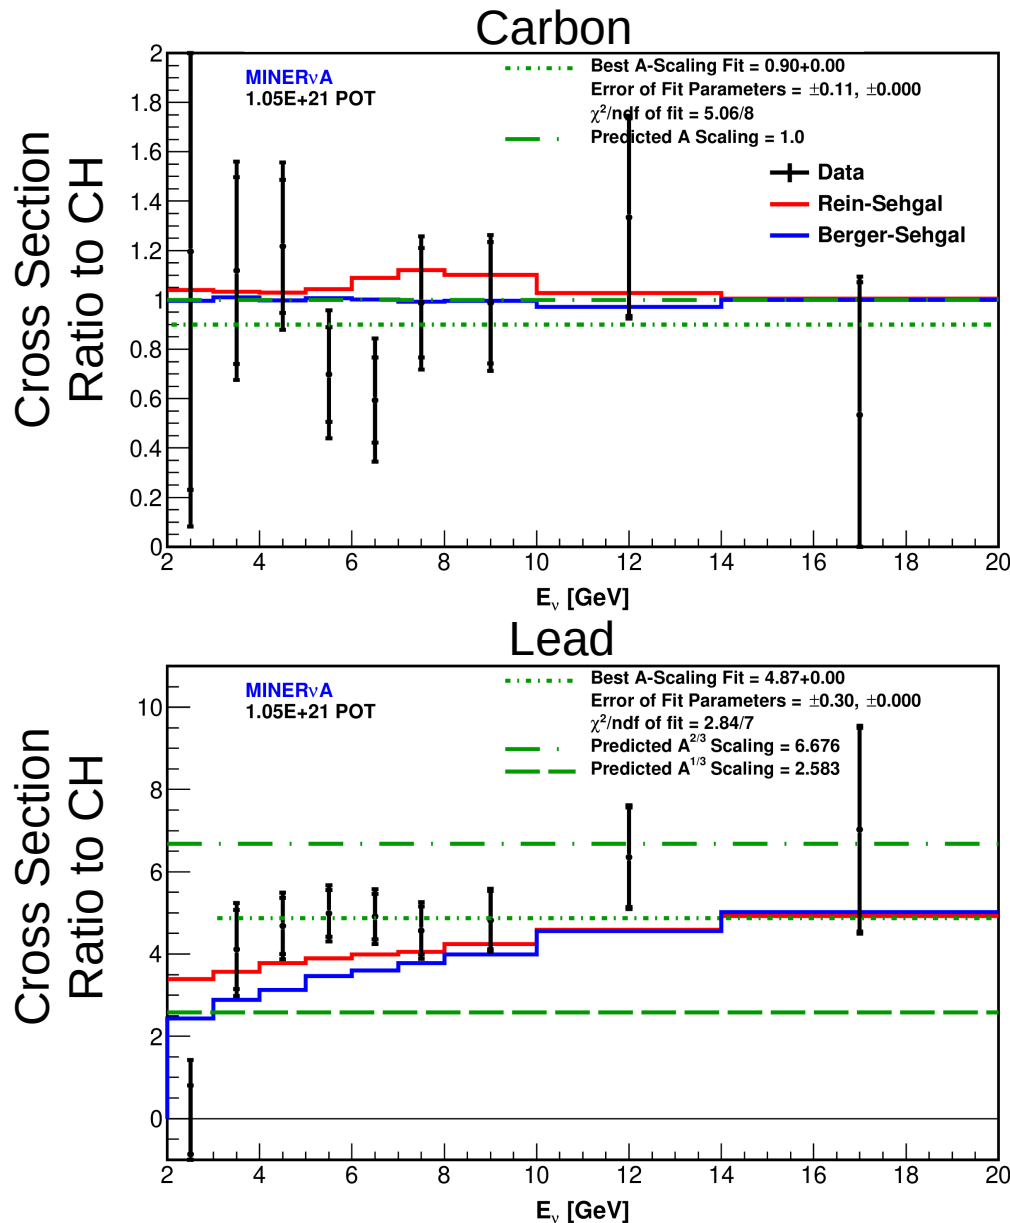 Carbon
Cross Section
Ratio to CH
MINERνA
1.05E+21 POT
Best A-Scaling Fit = 0.90+0.00
Error of Fit Parameters = ±0.11, ±0.000
χ²/ndf of fit = 5.06/8
Predicted A Scaling = 1.0
Data
Rein-Sehgal
Berger-Sehgal
2
1.8
1.6
1.4
1.2
1
0.8
0.6
0.4
0.2
0
2 4 6 8 10 12 14 16 18 20
Eν [GeV]
Lead
Cross Section
Ratio to CH
MINERνA
1.05E+21 POT
Best A-Scaling Fit = 4.87+0.00
Error of Fit Parameters = ±0.30, ±0.000
χ²/ndf of fit = 2.84/7
Predicted A^2/3 Scaling = 6.676
Predicted A^1/3 Scaling = 2.583
10
8
6
4
2
0
2 4 6 8 10 12 14 16 18 20
Eν [GeV]